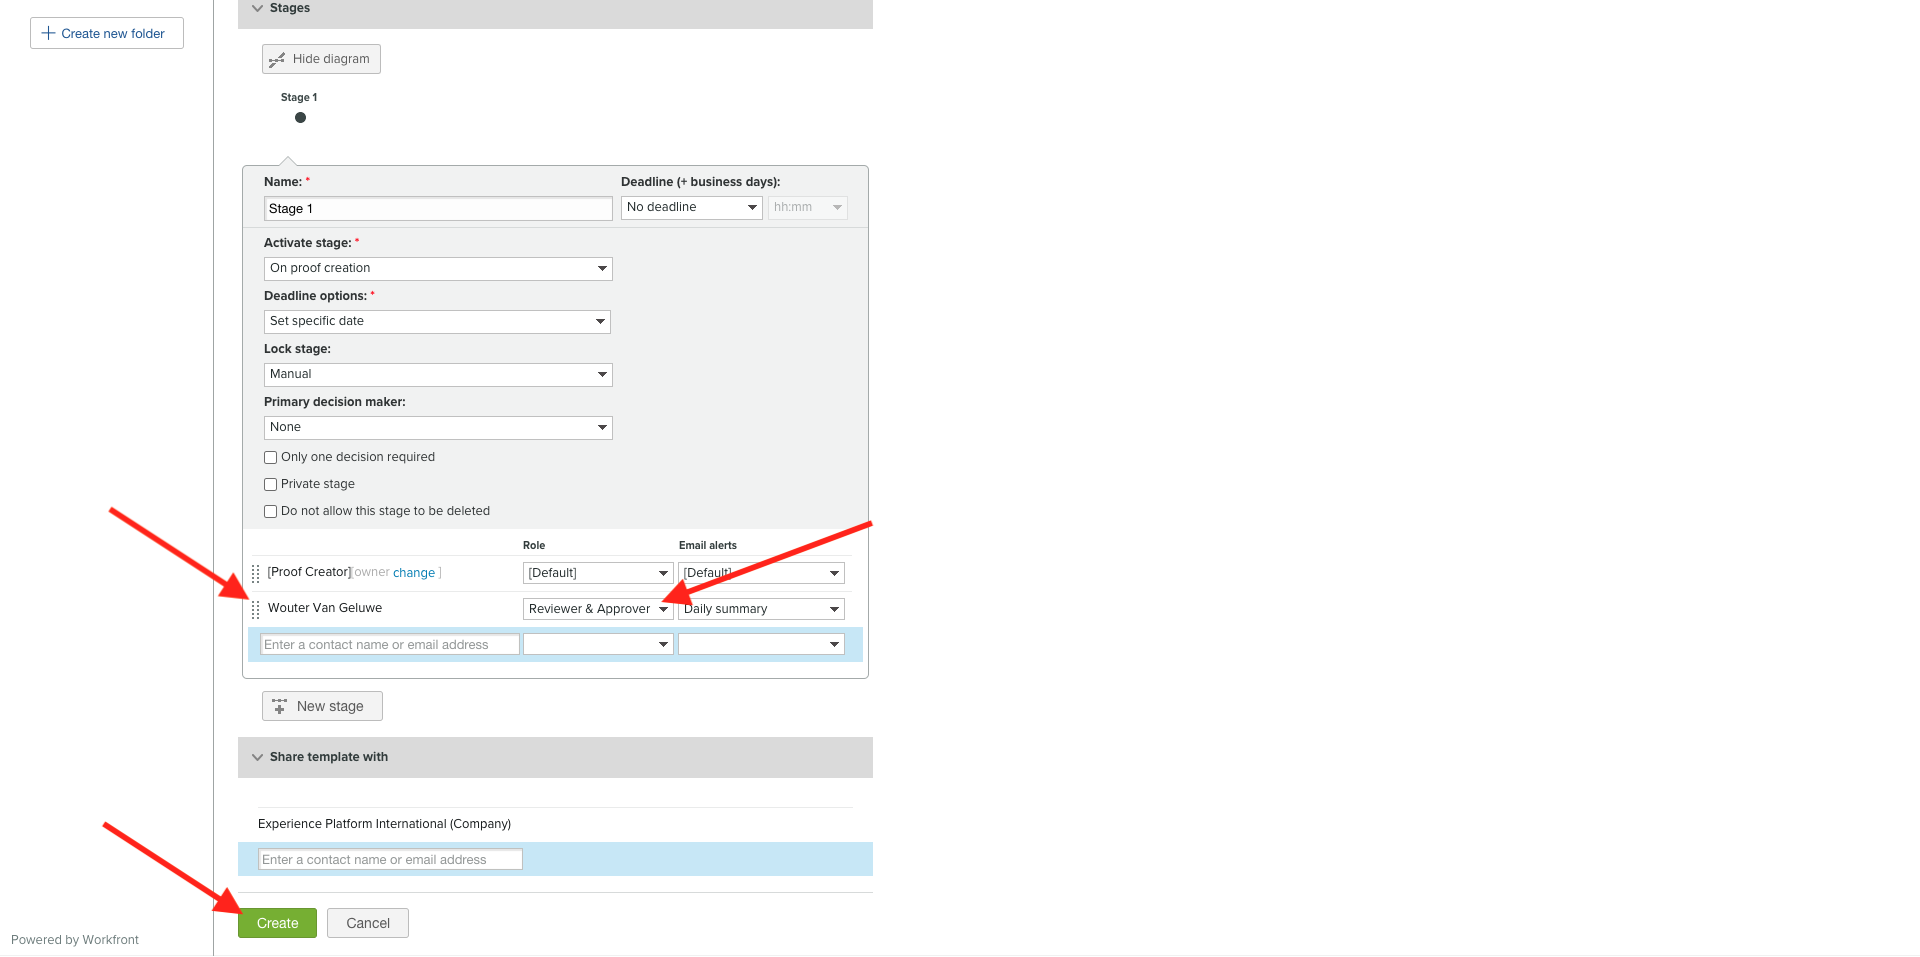 Stages
Create new folder
Hide diagram
Stage 1
Name: *
Deadline (+ business days):
Stage 1
No deadline
hh:mm
Activate stage: *
On proof creation
Deadline options: *
Set specific date
Lock stage:
Manual
Primary decision maker:
None
Only one decision required
Private stage
Do not allow this stage to be deleted
Role
Email alerts
[Proof Creator] [owner change ]
[Default]
[Default]
Wouter Van Geluwe
Reviewer & Approver
Daily summary
Enter a contact name or email address
New stage
Share template with
Experience Platform International (Company)
Enter a contact name or email address
Create
Cancel
Powered by Workfront